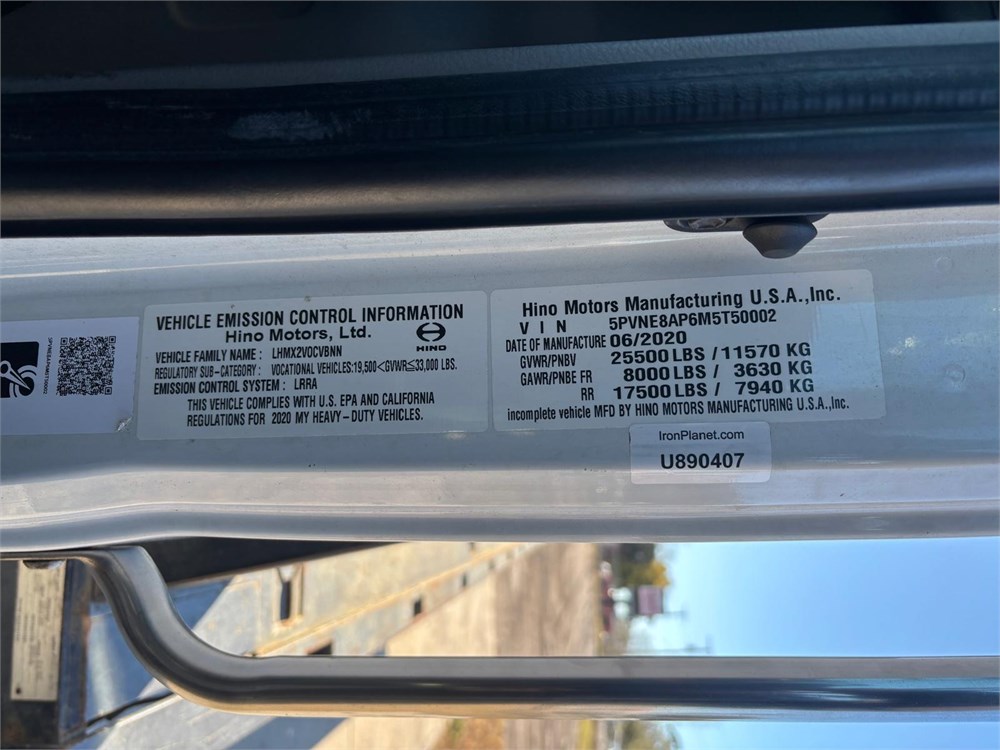 VEHICLE EMISSION CONTROL INFORMATION
Hino Motors, Ltd.
HINO
VEHICLE FAMILY NAME : LHMX2VOCVBNN
REGULATORY SUB-CATEGORY : VOCATIONAL VEHICLES:19,500<GVWR≦33,000 LBS.
EMISSION CONTROL SYSTEM : LRRA
THIS VEHICLE COMPLIES WITH U.S. EPA AND CALIFORNIA
REGULATIONS FOR 2020 MY HEAVY-DUTY VEHICLES.
Hino Motors Manufacturing U.S.A.,Inc.
VIN 5PVNE8AP6M5T50002
DATE OF MANUFACTURE 06/2020
GVWR/PNBV 25500 LBS / 11570 KG
GAWR/PNBE FR 8000 LBS / 3630 KG
RR 17500 LBS / 7940 KG
incomplete vehicle MFD BY HINO MOTORS MANUFACTURING U.S.A.,Inc.
IronPlanet.com
U890407
5PVNE8AP6M5T50002